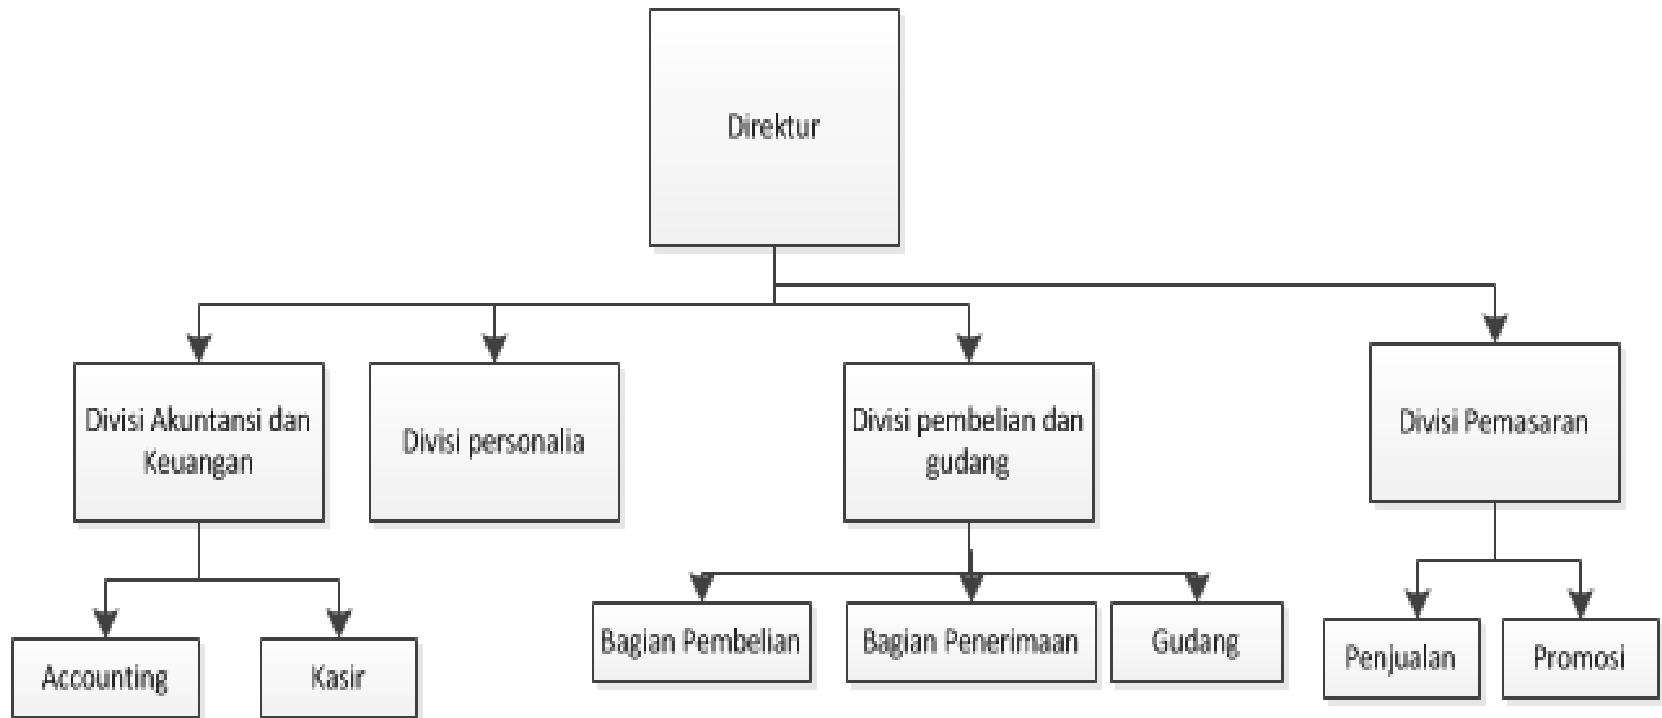 Direktur
Divisi Akuntansi dan
Keuangan
Divisi personalia
Divisi pembelian dan
gudang
Divisi Pemasaran
Accounting
Kasir
Bagian Pembelian
Bagian Penerimaan
Gudang
Penjualan
Promosi